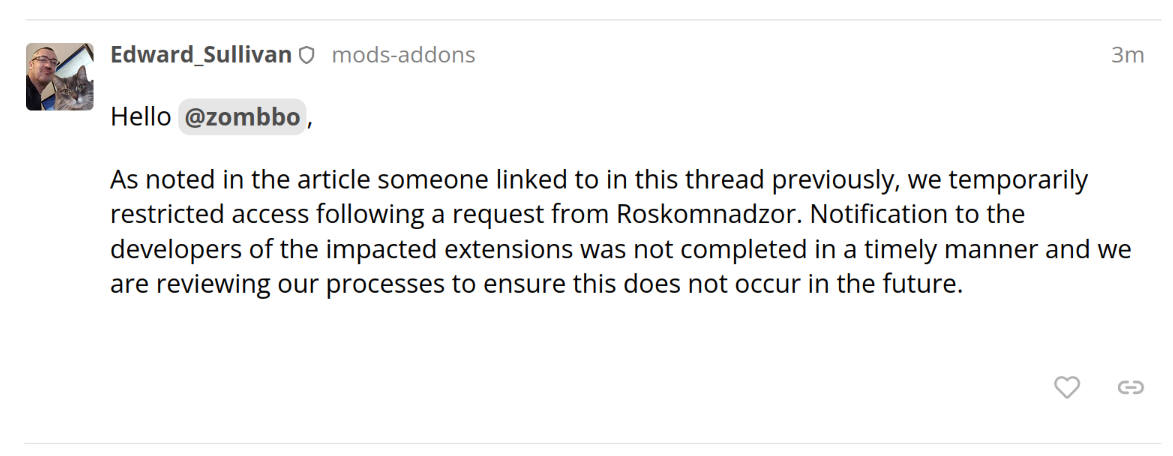 Edward_Sullivan mods-addons 3m
Hello @zombbo,
As noted in the article someone linked to in this thread previously, we temporarily
restricted access following a request from Roskomnadzor. Notification to the
developers of the impacted extensions was not completed in a timely manner and we
are reviewing our processes to ensure this does not occur in the future.